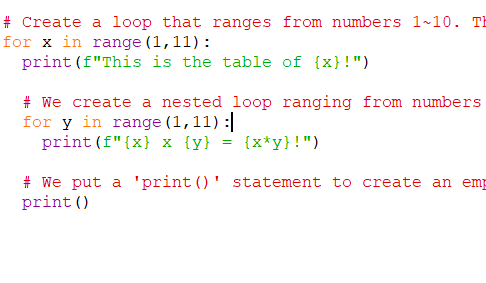 # Create a loop that ranges from numbers 1~10. Th
for x in range(1,11):
  print(f"This is the table of {x}!")
  # We create a nested loop ranging from numbers
  for y in range(1,11):
    print(f"{x} x {y} = {x*y}!")
  # We put a 'print()' statement to create an emp
  print()